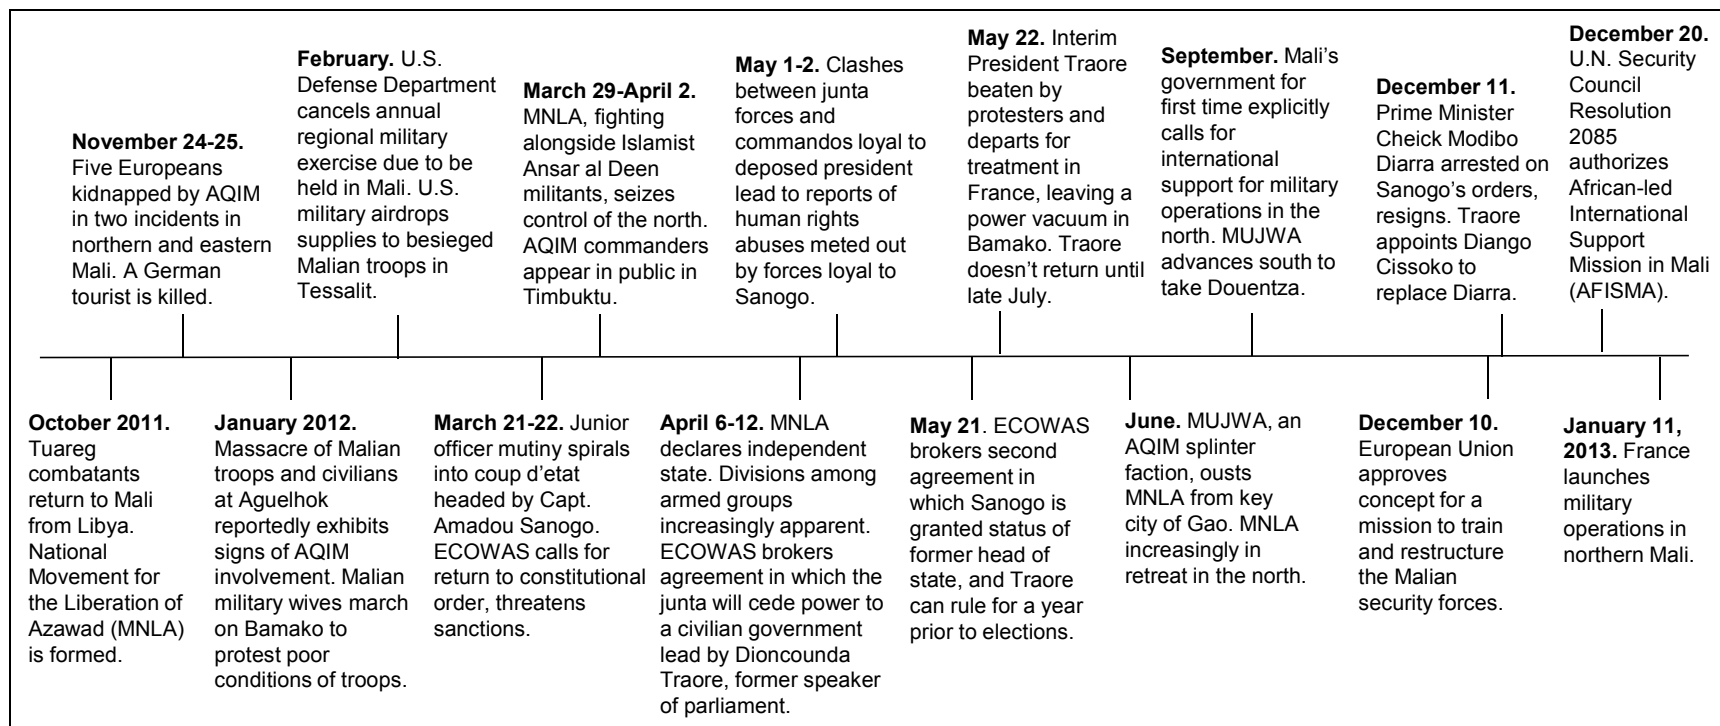 November 24-25.
Five Europeans
kidnapped by AQIM
in two incidents in
northern and eastern
Mali. A German
tourist is killed.
February. U.S.
Defense Department
cancels annual
regional military
exercise due to be
held in Mali. U.S.
military airdrops
supplies to besieged
Malian troops in
Tessalit.
March 29-April 2.
MNLA, fighting
alongside Islamist
Ansar al Deen
militants, seizes
control of the north.
AQIM commanders
appear in public in
Timbuktu.
May 1-2. Clashes
between junta
forces and
commandos loyal to
deposed president
lead to reports of
human rights
abuses meted out
by forces loyal to
Sanogo.
May 22. Interim
President Traore
beaten by
protesters and
departs for
treatment in
France, leaving a
power vacuum in
Bamako. Traore
doesn't return until
late July.
September. Mali's
government for
first time explicitly
calls for
international
support for military
operations in the
north. MUJWA
advances south to
take Douentza.
December 11.
Prime Minister
Cheick Modibo
Diarra arrested on
Sanogo's orders,
resigns. Traore
appoints Diango
Cissoko to
replace Diarra.
December 20.
U.N. Security
Council
Resolution
2085
authorizes
African-led
International
Support
Mission in Mali
(AFISMA).
October 2011.
Tuareg
combatants
return to Mali
from Libya.
National
Movement for
the Liberation of
Azawad (MNLA)
is formed.
January 2012.
Massacre of Malian
troops and civilians
at Aguelhok
reportedly exhibits
signs of AQIM
involvement. Malian
military wives march
on Bamako to
protest poor
conditions of troops.
March 21-22. Junior
officer mutiny spirals
into coup d'etat
headed by Capt.
Amadou Sanogo.
ECOWAS calls for
return to constitutional
order, threatens
sanctions.
April 6-12. MNLA
declares independent
state. Divisions among
armed groups
increasingly apparent.
ECOWAS brokers
agreement in which the
junta will cede power to
a civilian government
lead by Dioncounda
Traore, former speaker
of parliament.
May 21. ECOWAS
brokers second
agreement in
which Sanogo is
granted status of
former head of
state, and Traore
can rule for a year
prior to elections.
June. MUJWA, an
AQIM splinter
faction, ousts
MNLA from key
city of Gao. MNLA
increasingly in
retreat in the north.
December 10.
European Union
approves
concept for a
mission to train
and restructure
the Malian
security forces.
January 11,
2013. France
launches
military
operations in
northern Mali.